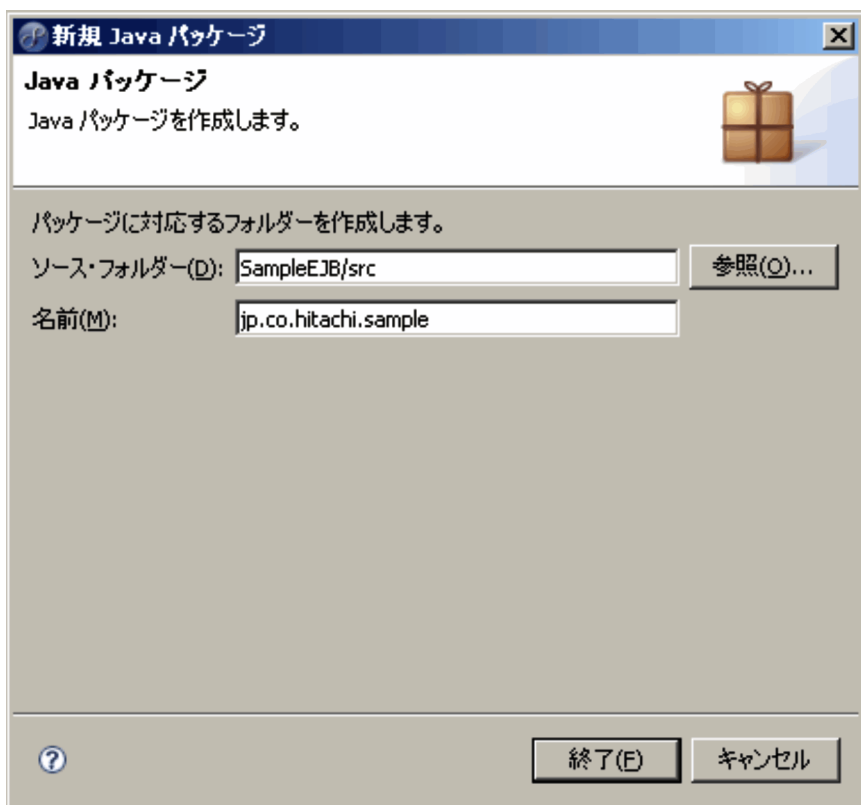 新規 Java パッケージ
Java パッケージ
Java パッケージを作成します。
パッケージに対応するフォルダーを作成します。
ソース・フォルダー(D): SampleEJB/src 参照(O)...
名前(M): jp.co.hitachi.sample
? 終了(F) キャンセル